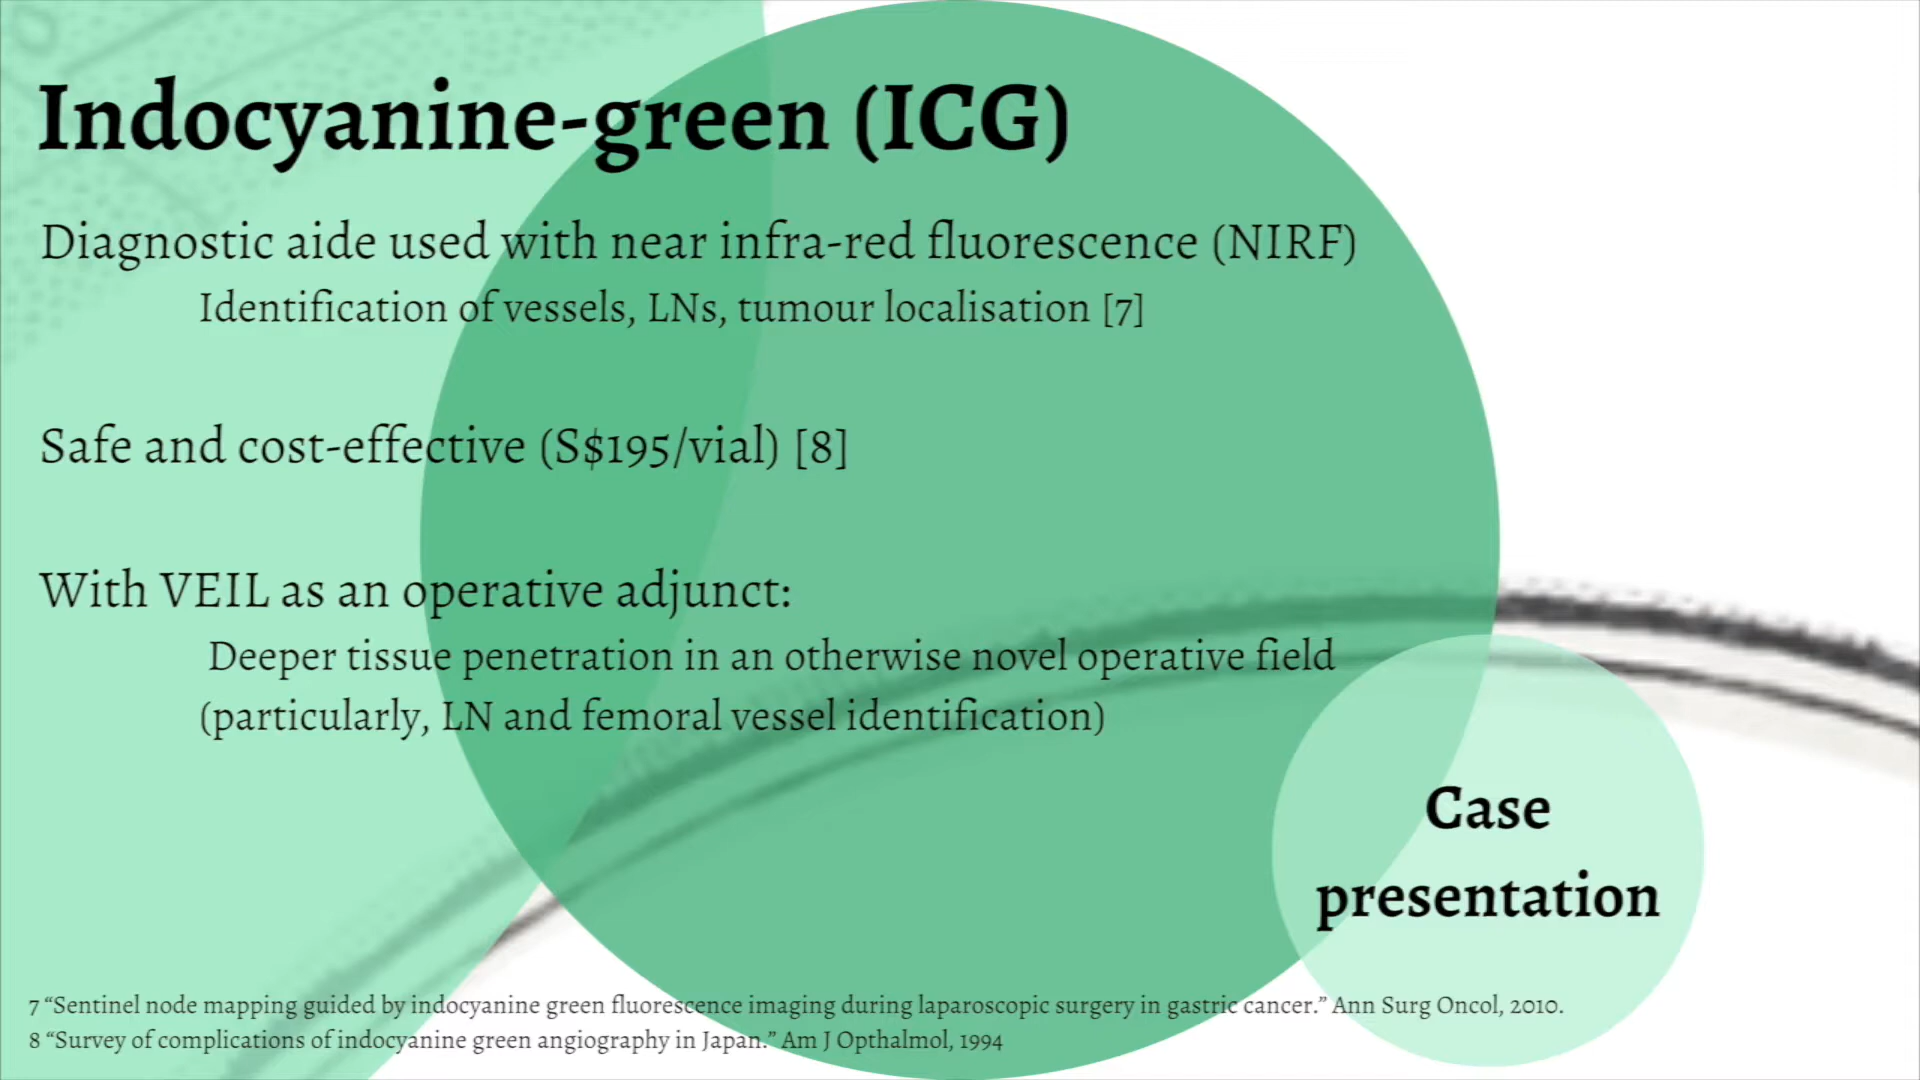 Indocyanine-green (ICG)
Diagnostic aide used with near infra-red fluorescence (NIRF)
Identification of vessels, LNs, tumour localisation [7]
Safe and cost-effective (S$195/vial) [8]
With VEIL as an operative adjunct:
Deeper tissue penetration in an otherwise novel operative field
(particularly, LN and femoral vessel identification)
Case
presentation
7 “Sentinel node mapping guided by indocyanine green fluorescence imaging during laparoscopic surgery in gastric cancer.” Ann Surg Oncol, 2010.
8 “Survey of complications of indocyanine green angiography in Japan.” Am J Opthalmol, 1994